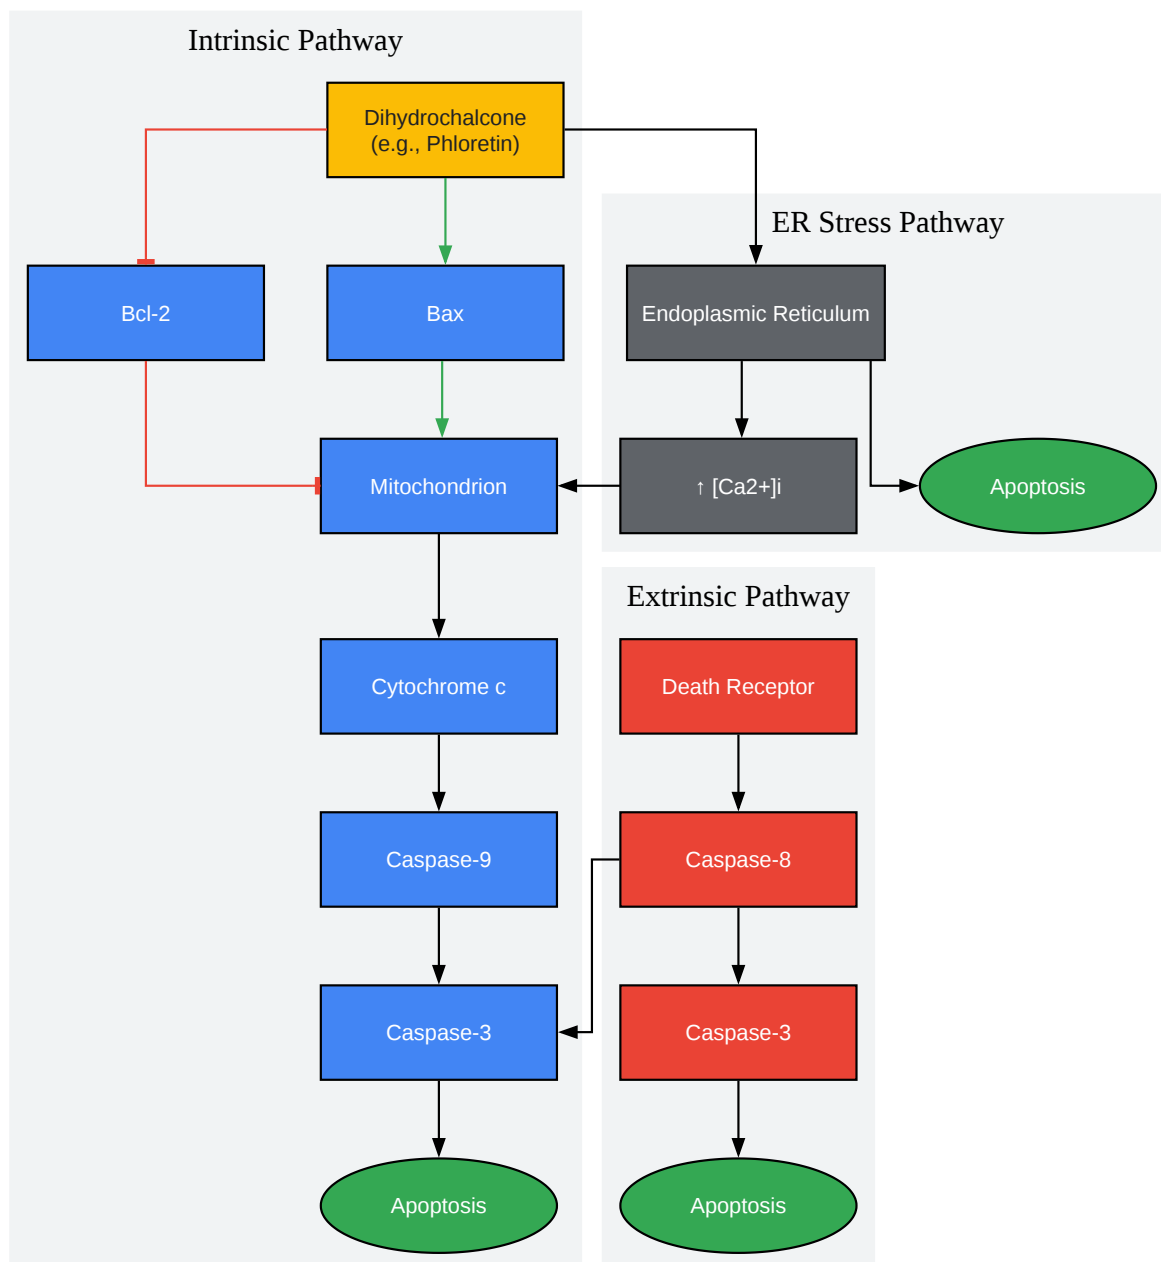 Intrinsic Pathway
Dihydrochalcone
(e.g., Phloretin)
Bcl-2
Bax
Mitochondrion
Cytochrome c
Caspase-9
Caspase-3
Apoptosis
ER Stress Pathway
Endoplasmic Reticulum
↑ [Ca2+]i
Apoptosis
Extrinsic Pathway
Death Receptor
Caspase-8
Caspase-3
Apoptosis